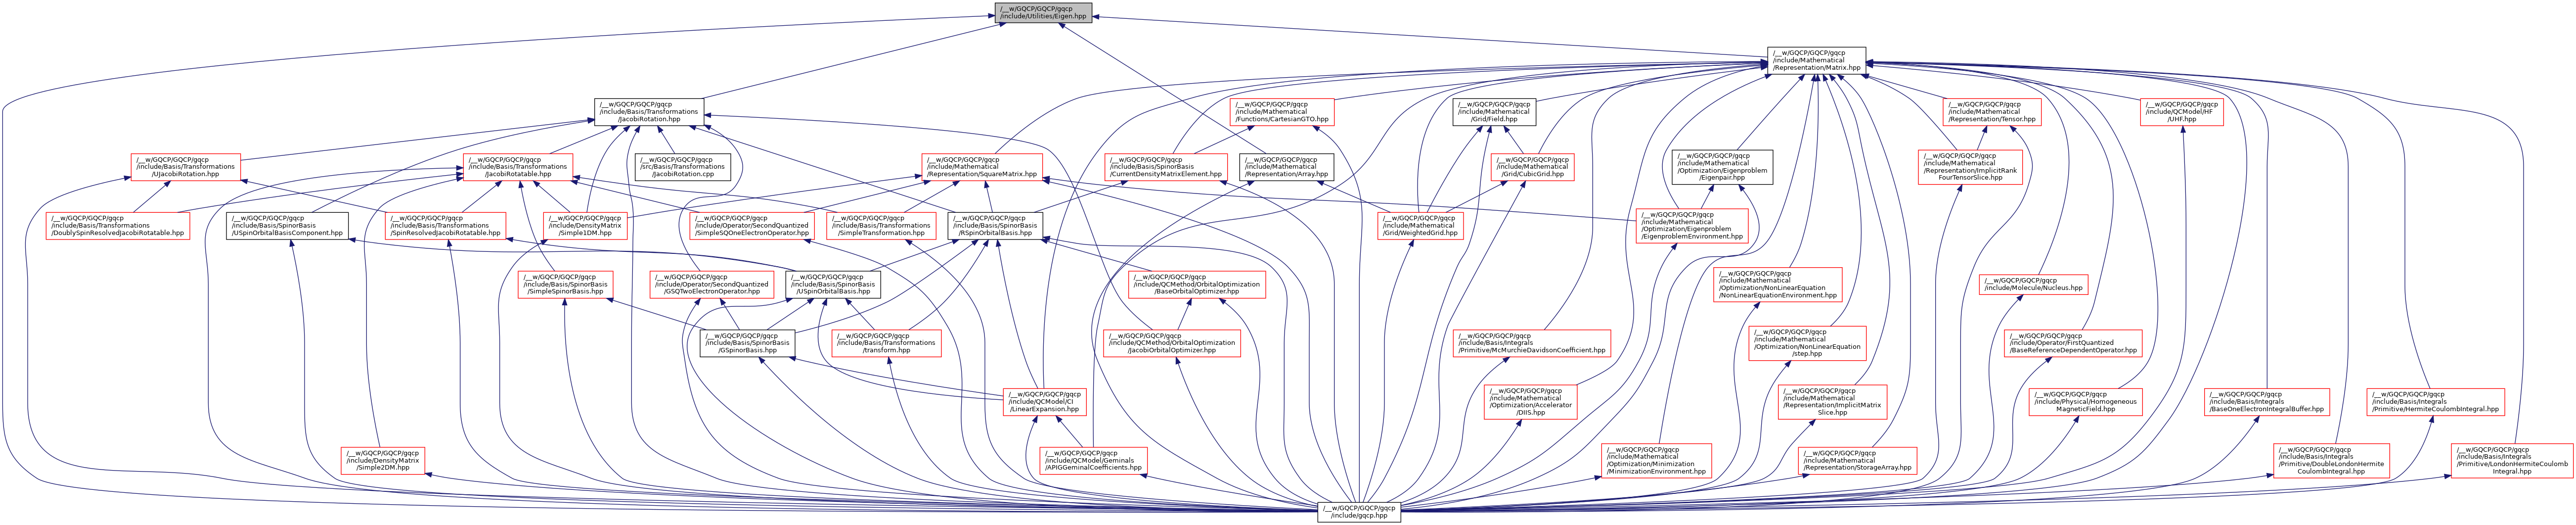 /__w/GQCP/GQCP/gqcp
/include/Utilities/Eigen.hpp
/__w/GQCP/GQCP/gqcp
/include/Mathematical
/Representation/Matrix.hpp
/__w/GQCP/GQCP/gqcp
/include/Basis/Transformations
/JacobiRotation.hpp
/__w/GQCP/GQCP/gqcp
/include/Mathematical
/Functions/CartesianGTO.hpp
/__w/GQCP/GQCP/gqcp
/include/Mathematical
/Grid/Field.hpp
/__w/GQCP/GQCP/gqcp
/include/Mathematical
/Representation/Tensor.hpp
/__w/GQCP/GQCP/gqcp
/include/QCModel/HF
/UHF.hpp
/__w/GQCP/GQCP/gqcp
/include/Basis/Transformations
/UJacobiRotation.hpp
/__w/GQCP/GQCP/gqcp
/include/Basis/Transformations
/JacobiRotatable.hpp
/__w/GQCP/GQCP/gqcp
/src/Basis/Transformations
/JacobiRotation.cpp
/__w/GQCP/GQCP/gqcp
/include/Mathematical
/Representation/SquareMatrix.hpp
/__w/GQCP/GQCP/gqcp
/include/Basis/SpinorBasis
/CurrentDensityMatrixElement.hpp
/__w/GQCP/GQCP/gqcp
/include/Mathematical
/Representation/Array.hpp
/__w/GQCP/GQCP/gqcp
/include/Mathematical
/Grid/CubicGrid.hpp
/__w/GQCP/GQCP/gqcp
/include/Mathematical
/Optimization/Eigenproblem
/Eigenpair.hpp
/__w/GQCP/GQCP/gqcp
/include/Mathematical
/Representation/ImplicitRank
FourTensorSlice.hpp
/__w/GQCP/GQCP/gqcp
/include/Basis/Transformations
/DoublySpinResolvedJacobiRotatable.hpp
/__w/GQCP/GQCP/gqcp
/include/Basis/SpinorBasis
/USpinOrbitalBasisComponent.hpp
/__w/GQCP/GQCP/gqcp
/include/Basis/Transformations
/SpinResolvedJacobiRotatable.hpp
/__w/GQCP/GQCP/gqcp
/include/DensityMatrix
/Simple1DM.hpp
/__w/GQCP/GQCP/gqcp
/include/Operator/SecondQuantized
/SimpleSQOneElectronOperator.hpp
/__w/GQCP/GQCP/gqcp
/include/Basis/Transformations
/SimpleTransformation.hpp
/__w/GQCP/GQCP/gqcp
/include/Basis/SpinorBasis
/RSpinOrbitalBasis.hpp
/__w/GQCP/GQCP/gqcp
/include/Mathematical
/Grid/WeightedGrid.hpp
/__w/GQCP/GQCP/gqcp
/include/Mathematical
/Optimization/Eigenproblem
/EigenproblemEnvironment.hpp
/__w/GQCP/GQCP/gqcp
/include/Basis/SpinorBasis
/SimpleSpinorBasis.hpp
/__w/GQCP/GQCP/gqcp
/include/Operator/SecondQuantized
/GSQTwoElectronOperator.hpp
/__w/GQCP/GQCP/gqcp
/include/Basis/SpinorBasis
/USpinOrbitalBasis.hpp
/__w/GQCP/GQCP/gqcp
/include/QCMethod/OrbitalOptimization
/BaseOrbitalOptimizer.hpp
/__w/GQCP/GQCP/gqcp
/include/Mathematical
/Optimization/NonLinearEquation
/NonLinearEquationEnvironment.hpp
/__w/GQCP/GQCP/gqcp
/include/Molecule/Nucleus.hpp
/__w/GQCP/GQCP/gqcp
/include/Basis/SpinorBasis
/GSpinorBasis.hpp
/__w/GQCP/GQCP/gqcp
/include/Basis/Transformations
/transform.hpp
/__w/GQCP/GQCP/gqcp
/include/QCMethod/OrbitalOptimization
/JacobiOrbitalOptimizer.hpp
/__w/GQCP/GQCP/gqcp
/include/Basis/Integrals
/Primitive/McMurchieDavidsonCoefficient.hpp
/__w/GQCP/GQCP/gqcp
/include/Mathematical
/Optimization/NonLinearEquation
/step.hpp
/__w/GQCP/GQCP/gqcp
/include/Operator/FirstQuantized
/BaseReferenceDependentOperator.hpp
/__w/GQCP/GQCP/gqcp
/include/QCModel/CI
/LinearExpansion.hpp
/__w/GQCP/GQCP/gqcp
/include/Mathematical
/Optimization/Accelerator
/DIIS.hpp
/__w/GQCP/GQCP/gqcp
/include/Mathematical
/Representation/ImplicitMatrix
Slice.hpp
/__w/GQCP/GQCP/gqcp
/include/Physical/Homogeneous
MagneticField.hpp
/__w/GQCP/GQCP/gqcp
/include/Basis/Integrals
/BaseOneElectronIntegralBuffer.hpp
/__w/GQCP/GQCP/gqcp
/include/Basis/Integrals
/Primitive/HermiteCoulombIntegral.hpp
/__w/GQCP/GQCP/gqcp
/include/DensityMatrix
/Simple2DM.hpp
/__w/GQCP/GQCP/gqcp
/include/QCModel/Geminals
/APIGGeminalCoefficients.hpp
/__w/GQCP/GQCP/gqcp
/include/Mathematical
/Optimization/Minimization
/MinimizationEnvironment.hpp
/__w/GQCP/GQCP/gqcp
/include/Mathematical
/Representation/StorageArray.hpp
/__w/GQCP/GQCP/gqcp
/include/Basis/Integrals
/Primitive/DoubleLondonHermite
CoulombIntegral.hpp
/__w/GQCP/GQCP/gqcp
/include/Basis/Integrals
/Primitive/LondonHermiteCoulomb
Integral.hpp
/__w/GQCP/GQCP/gqcp
/include/gqcp.hpp